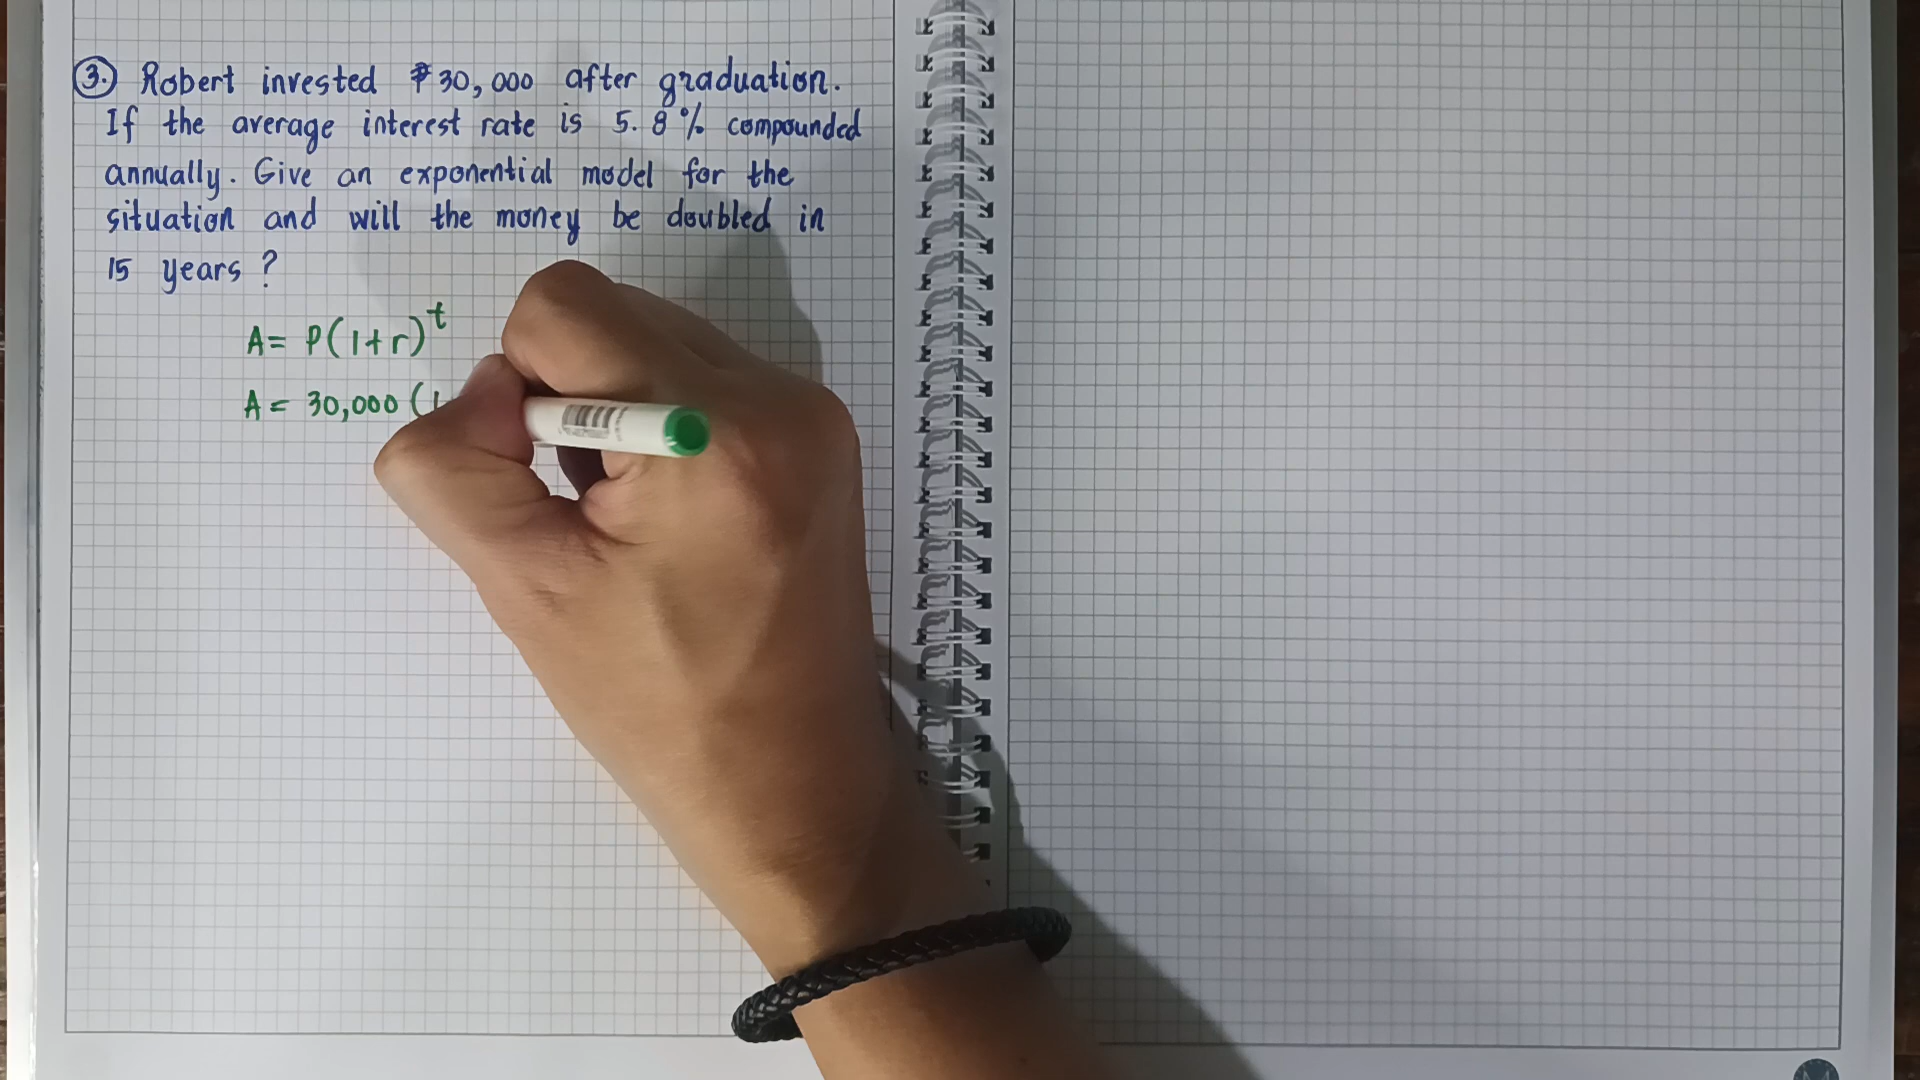 3. Robert invested ₱30,000 after graduation.
If the average interest rate is 5.8% compounded
annually. Give an exponential model for the
situation and will the money be doubled in
15 years?
A = P(1+r)^t
A = 30,000 (1